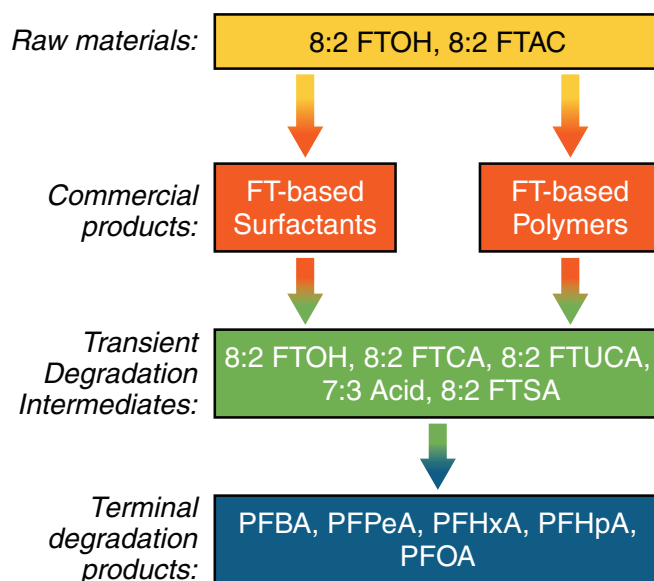 Raw materials:
8:2 FTOH, 8:2 FTAC
Commercial
products:
FT-based
Surfactants
FT-based
Polymers
Transient
Degradation
Intermediates:
8:2 FTOH, 8:2 FTCA, 8:2 FTUCA,
7:3 Acid, 8:2 FTSA
Terminal
degradation
products:
PFBA, PFPeA, PFHxA, PFHpA,
PFOA